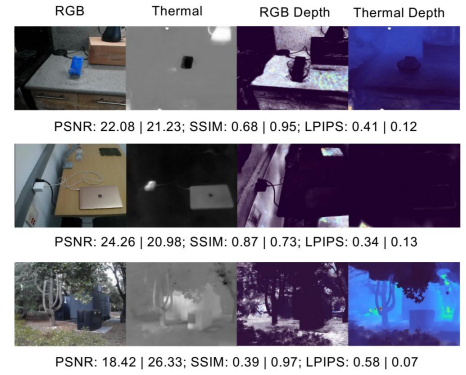 RGB Thermal RGB Depth Thermal Depth
PSNR: 22.08 | 21.23; SSIM: 0.68 | 0.95; LPIPS: 0.41 | 0.12
PSNR: 24.26 | 20.98; SSIM: 0.87 | 0.73; LPIPS: 0.34 | 0.13
PSNR: 18.42 | 26.33; SSIM: 0.39 | 0.97; LPIPS: 0.58 | 0.07